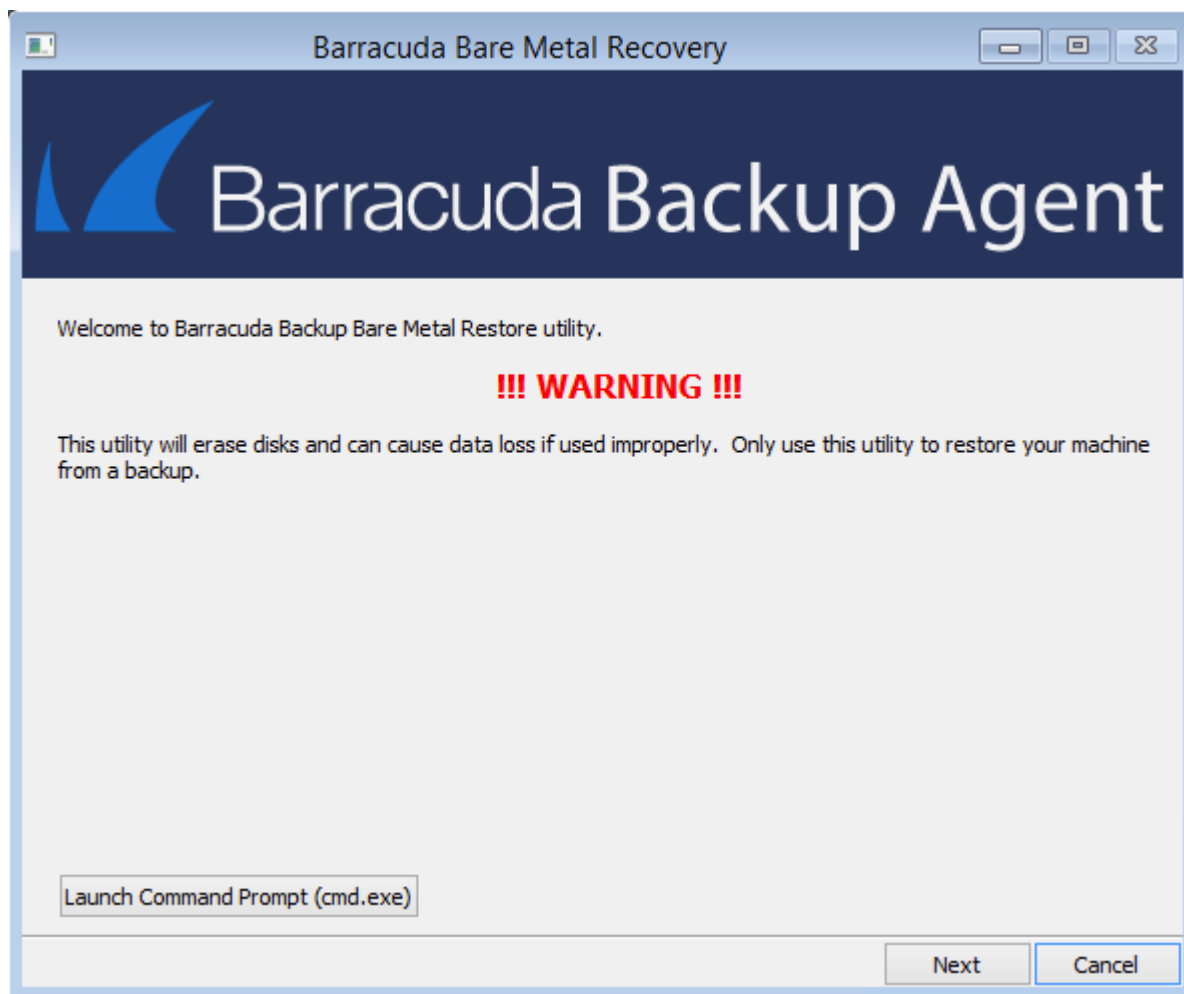 Barracuda Bare Metal Recovery
Barracuda Backup Agent
Welcome to Barracuda Backup Bare Metal Restore utility.
!!! WARNING !!!
This utility will erase disks and can cause data loss if used improperly.  Only use this utility to restore your machine
from a backup.
Launch Command Prompt (cmd.exe)
Next
Cancel